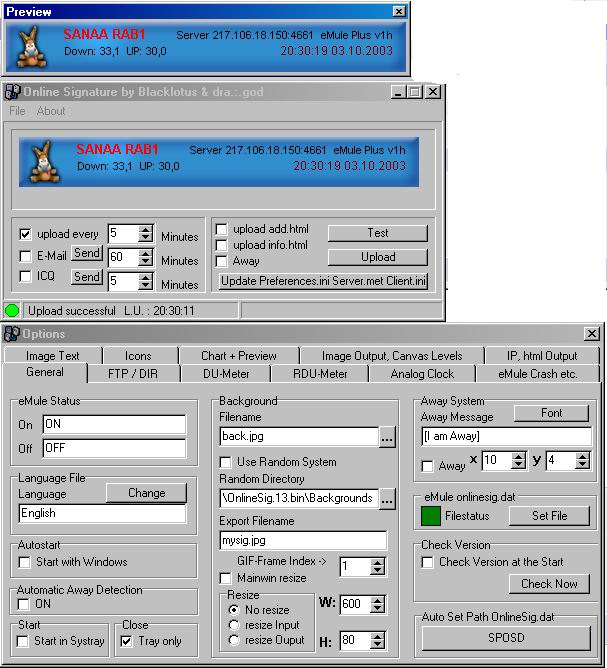 Preview
SANAA RAB1 Server 217.106.18.150:4661 eMule Plus v1h
Down: 33,1 UP: 30,0 20:30:19 03.10.2003
Online Signature by Blacklotus & dra.:.god
File About
SANAA RAB1 Server 217.106.18.150:4661 eMule Plus v1h
Down: 33,1 UP: 30,0 20:30:19 03.10.2003
upload every 5 Minutes
E-Mail Send 60 Minutes
ICQ Send 5 Minutes
upload add.html Test
upload info.html
Away Upload
Update Preferences.ini Server.met Client.ini
Upload successful L.U. : 20:30:11
Options
Image Text Icons Chart + Preview Image Output, Canvas Levels IP, html Output
General FTP / DIR DU-Meter RDU-Meter Analog Clock eMule Crash etc.
eMule Status
On ON
Off OFF
Language File
Language Change
English
Autostart
Start with Windows
Automatic Away Detection
ON
Start
Start in Systray
Close
Tray only
Background
Filename
back.jpg ...
Use Random System
Random Directory
\OnlineSig.13.bin\Backgrounds ...
Export Filename
mysig.jpg
GIF-Frame Index -> 1
Mainwin resize
Resize
No resize
resize Input
resize Ouput
W: 600
H: 80
Away System
Away Message Font
[I am Away]
Away x 10 y 4
eMule onlinesig.dat
Filestatus Set File
Check Version
Check Version at the Start
Check Now
Auto Set Path OnlineSig.dat
SPOSD